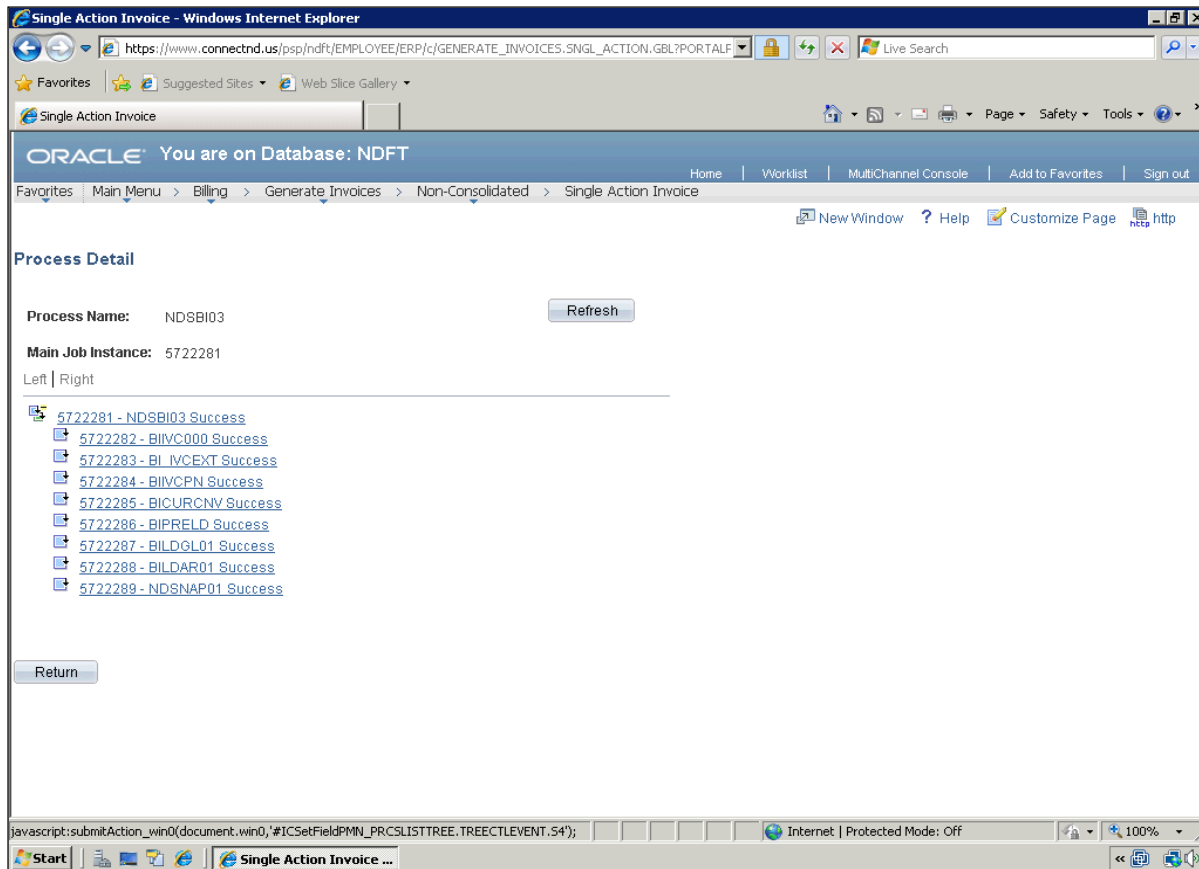 Single Action Invoice - Windows Internet Explorer
https://www.connectnd.us/psp/ndft/EMPLOYEE/ERP/c/GENERATE_INVOICES.SNGL_ACTION.GBL?PORTALF
Live Search
Favorites Suggested Sites Web Slice Gallery
Single Action Invoice Page Safety Tools
ORACLE You are on Database: NDFT
Home | Worklist | MultiChannel Console | Add to Favorites | Sign out
Favorites Main Menu > Billing > Generate Invoices > Non-Consolidated > Single Action Invoice
New Window ? Help Customize Page http http
Process Detail
Process Name: NDSBI03 Refresh
Main Job Instance: 5722281
Left | Right
5722281 - NDSBI03 Success
5722282 - BIIVC000 Success
5722283 - BI_IVCEXT Success
5722284 - BIIVCPN Success
5722285 - BICURCNV Success
5722286 - BIPRELD Success
5722287 - BILDGL01 Success
5722288 - BILDAR01 Success
5722289 - NDSNAP01 Success
Return
javascript:submitAction_win0(document.win0,'#ICSetFieldPMN_PRCSLISTTREE.TREECTLEVENT.S4'); Internet | Protected Mode: Off 100%
Start Single Action Invoice ... «